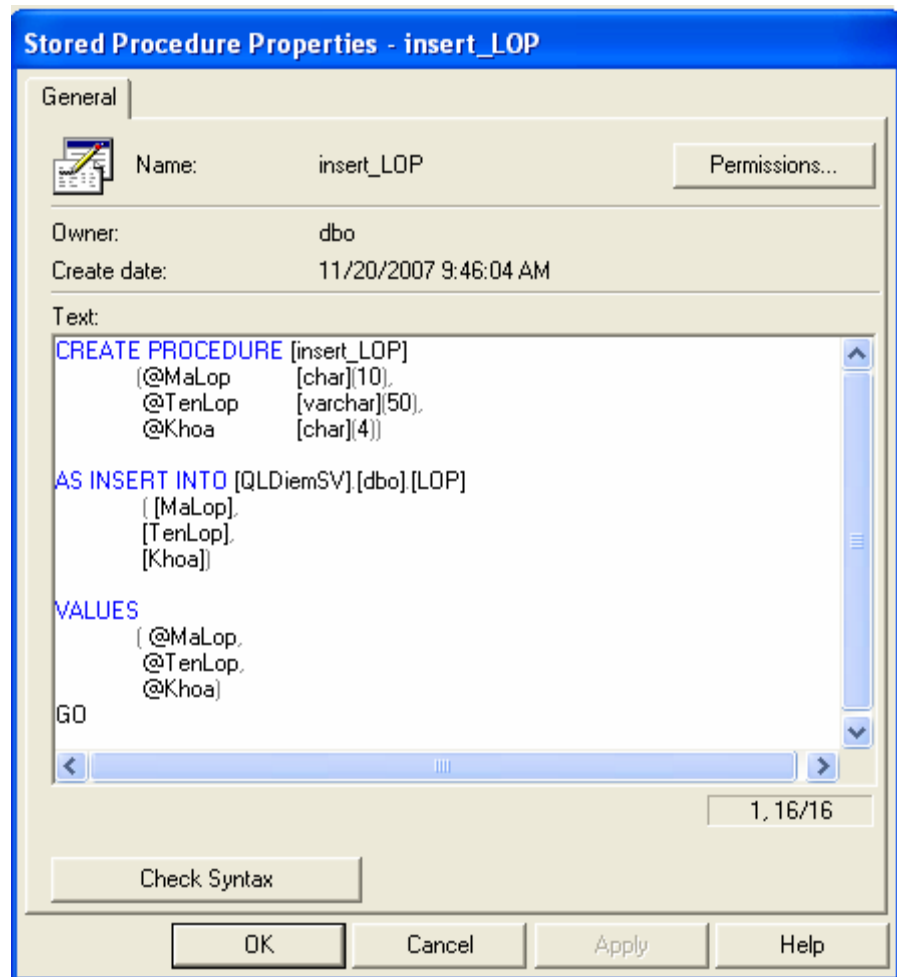 Stored Procedure Properties - insert_LOP
General
Name: insert_LOP Permissions...
Owner: dbo
Create date: 11/20/2007 9:46:04 AM
Text:
CREATE PROCEDURE [insert_LOP]
(@MaLop [char](10),
@TenLop [varchar](50),
@Khoa [char](4))
AS INSERT INTO [QLDiemSV].[dbo].[LOP]
( [MaLop],
[TenLop],
[Khoa])
VALUES
( @MaLop,
@TenLop,
@Khoa)
GO
1, 16/16
Check Syntax
OK Cancel Apply Help